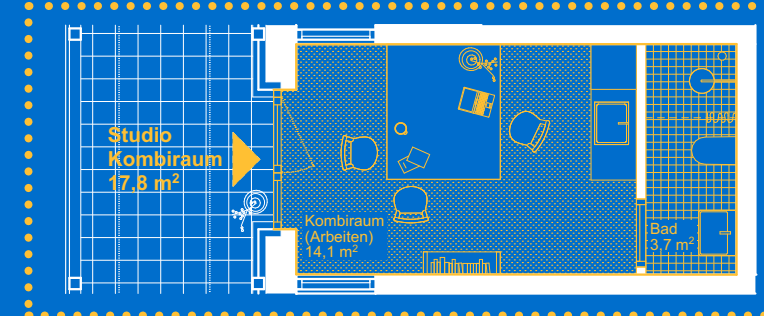 Studio
Kombiraum
17,8 m²
Kombiraum
(Arbeiten)
14,1 m²
Bad
3,7 m²